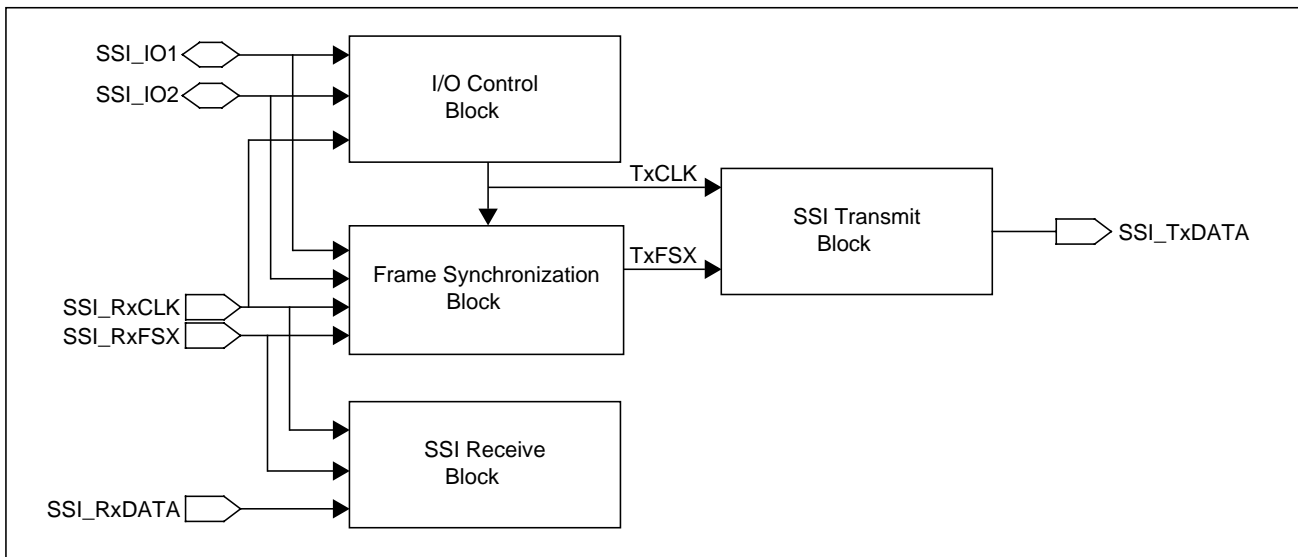 SSI_IO1
SSI_IO2
I/O Control
Block
TxCLK
SSI Transmit
Block
SSI_TxDATA
TxFSX
Frame Synchronization
Block
SSI_RxCLK
SSI_RxFSX
SSI Receive
Block
SSI_RxDATA